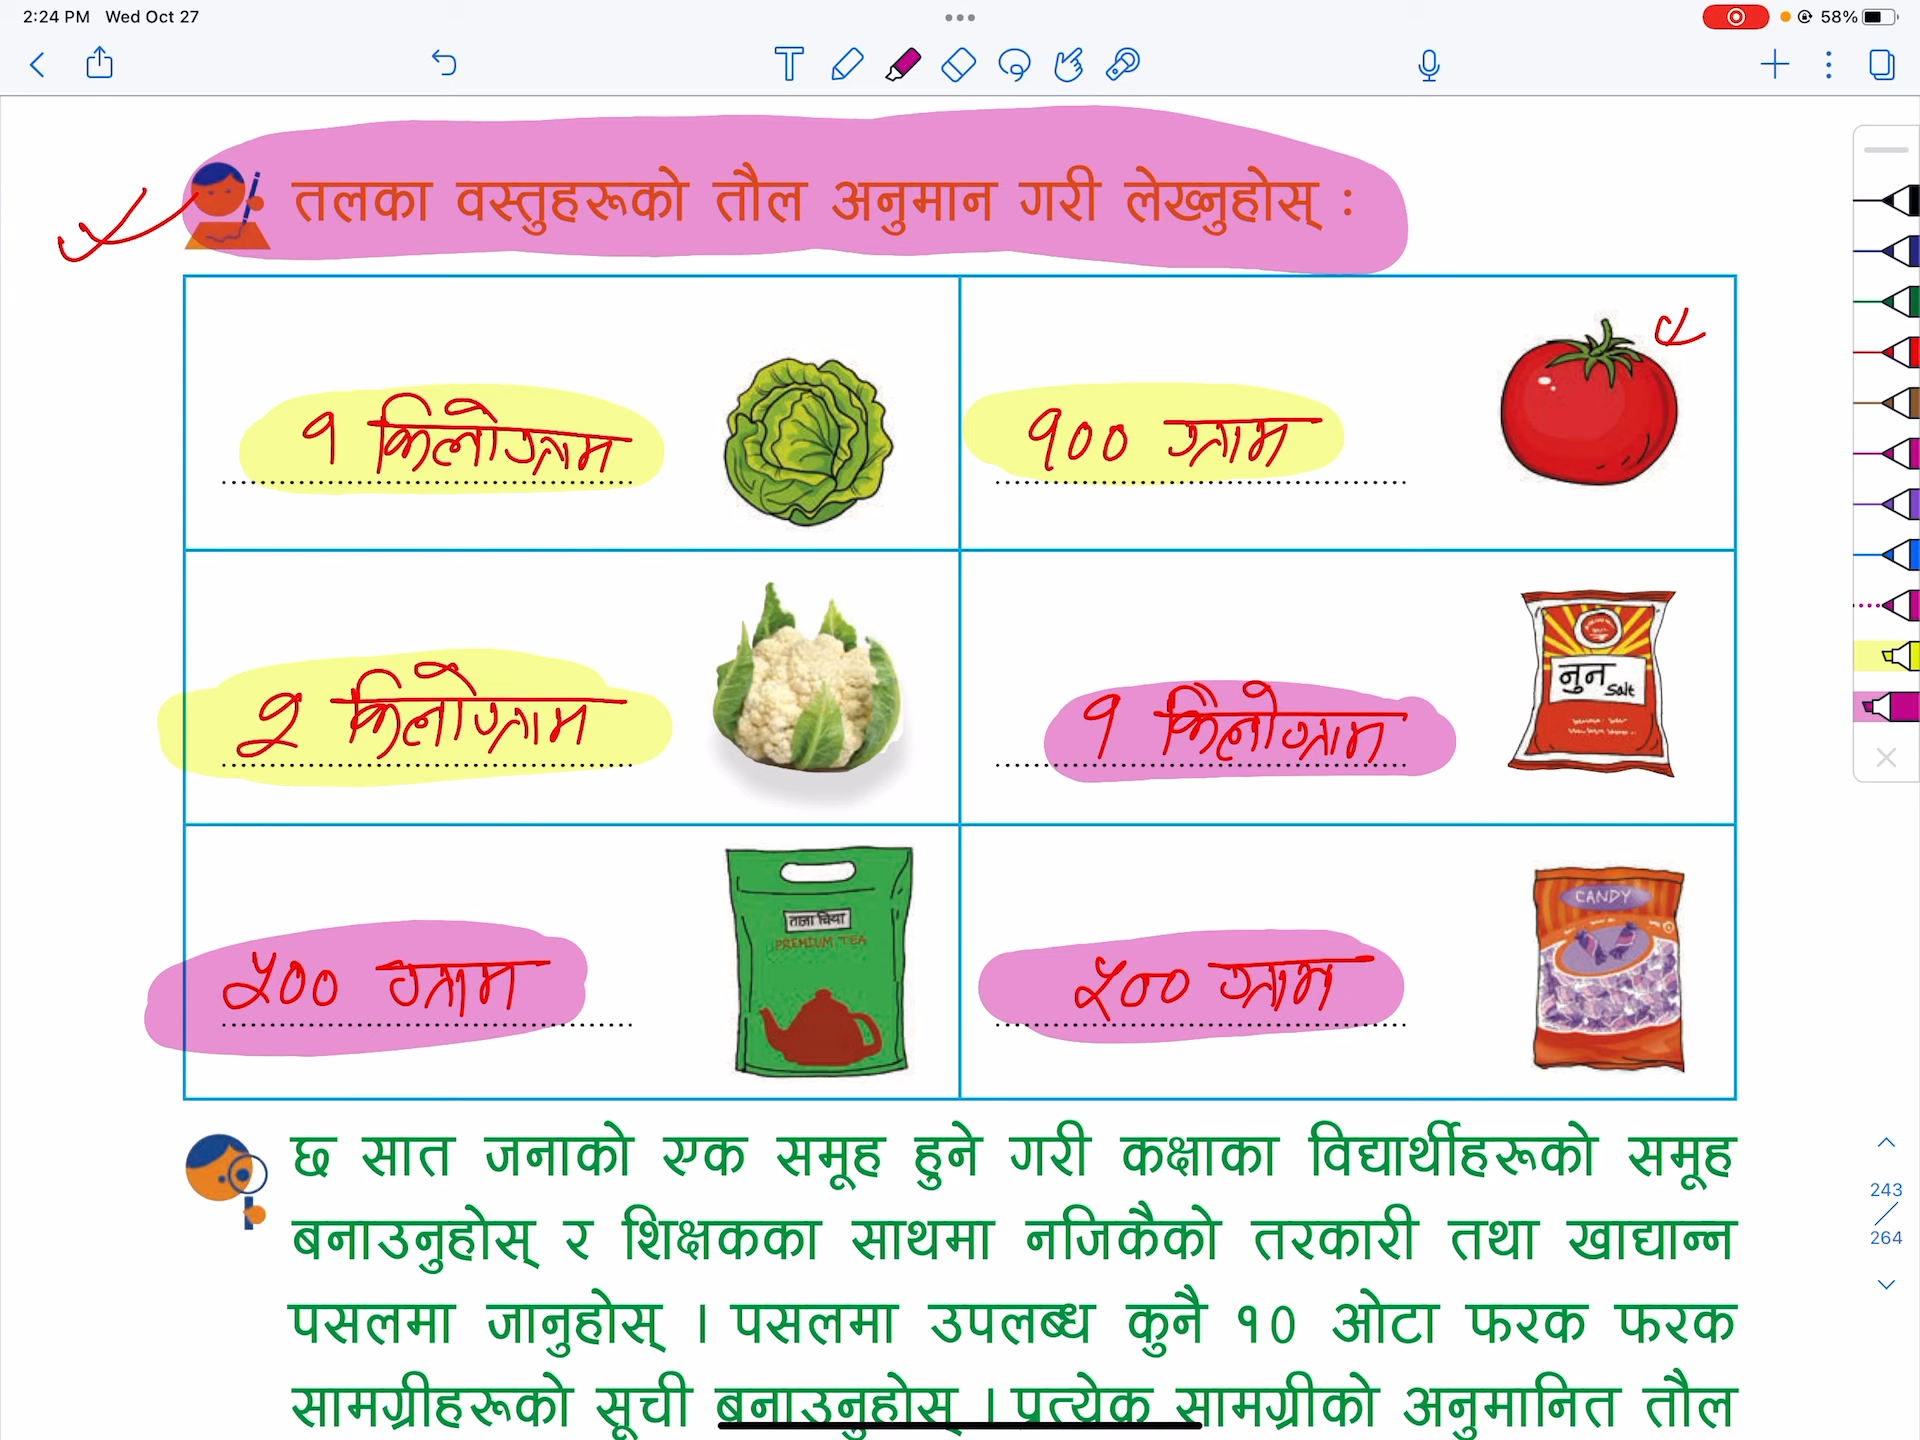 2:24 PM Wed Oct 27
58%
तलका वस्तुहरूको तौल अनुमान गरी लेख्नुहोस् :
१ किलोग्राम
१०० ग्राम
२ किलोग्राम
१ किलोग्राम
नुन
Salt
५०० ग्राम
ताजा चिया
PREMIUM TEA
५०० ग्राम
CANDY
छ सात जनाको एक समूह हुने गरी कक्षाका विद्यार्थीहरूको समूह
बनाउनुहोस् र शिक्षकका साथमा नजिकैको तरकारी तथा खाद्यान्न
पसलमा जानुहोस् । पसलमा उपलब्ध कुनै १० ओटा फरक फरक
सामग्रीहरूको सूची बनाउनुहोस् । प्रत्येक सामग्रीको अनुमानित तौल
243
264